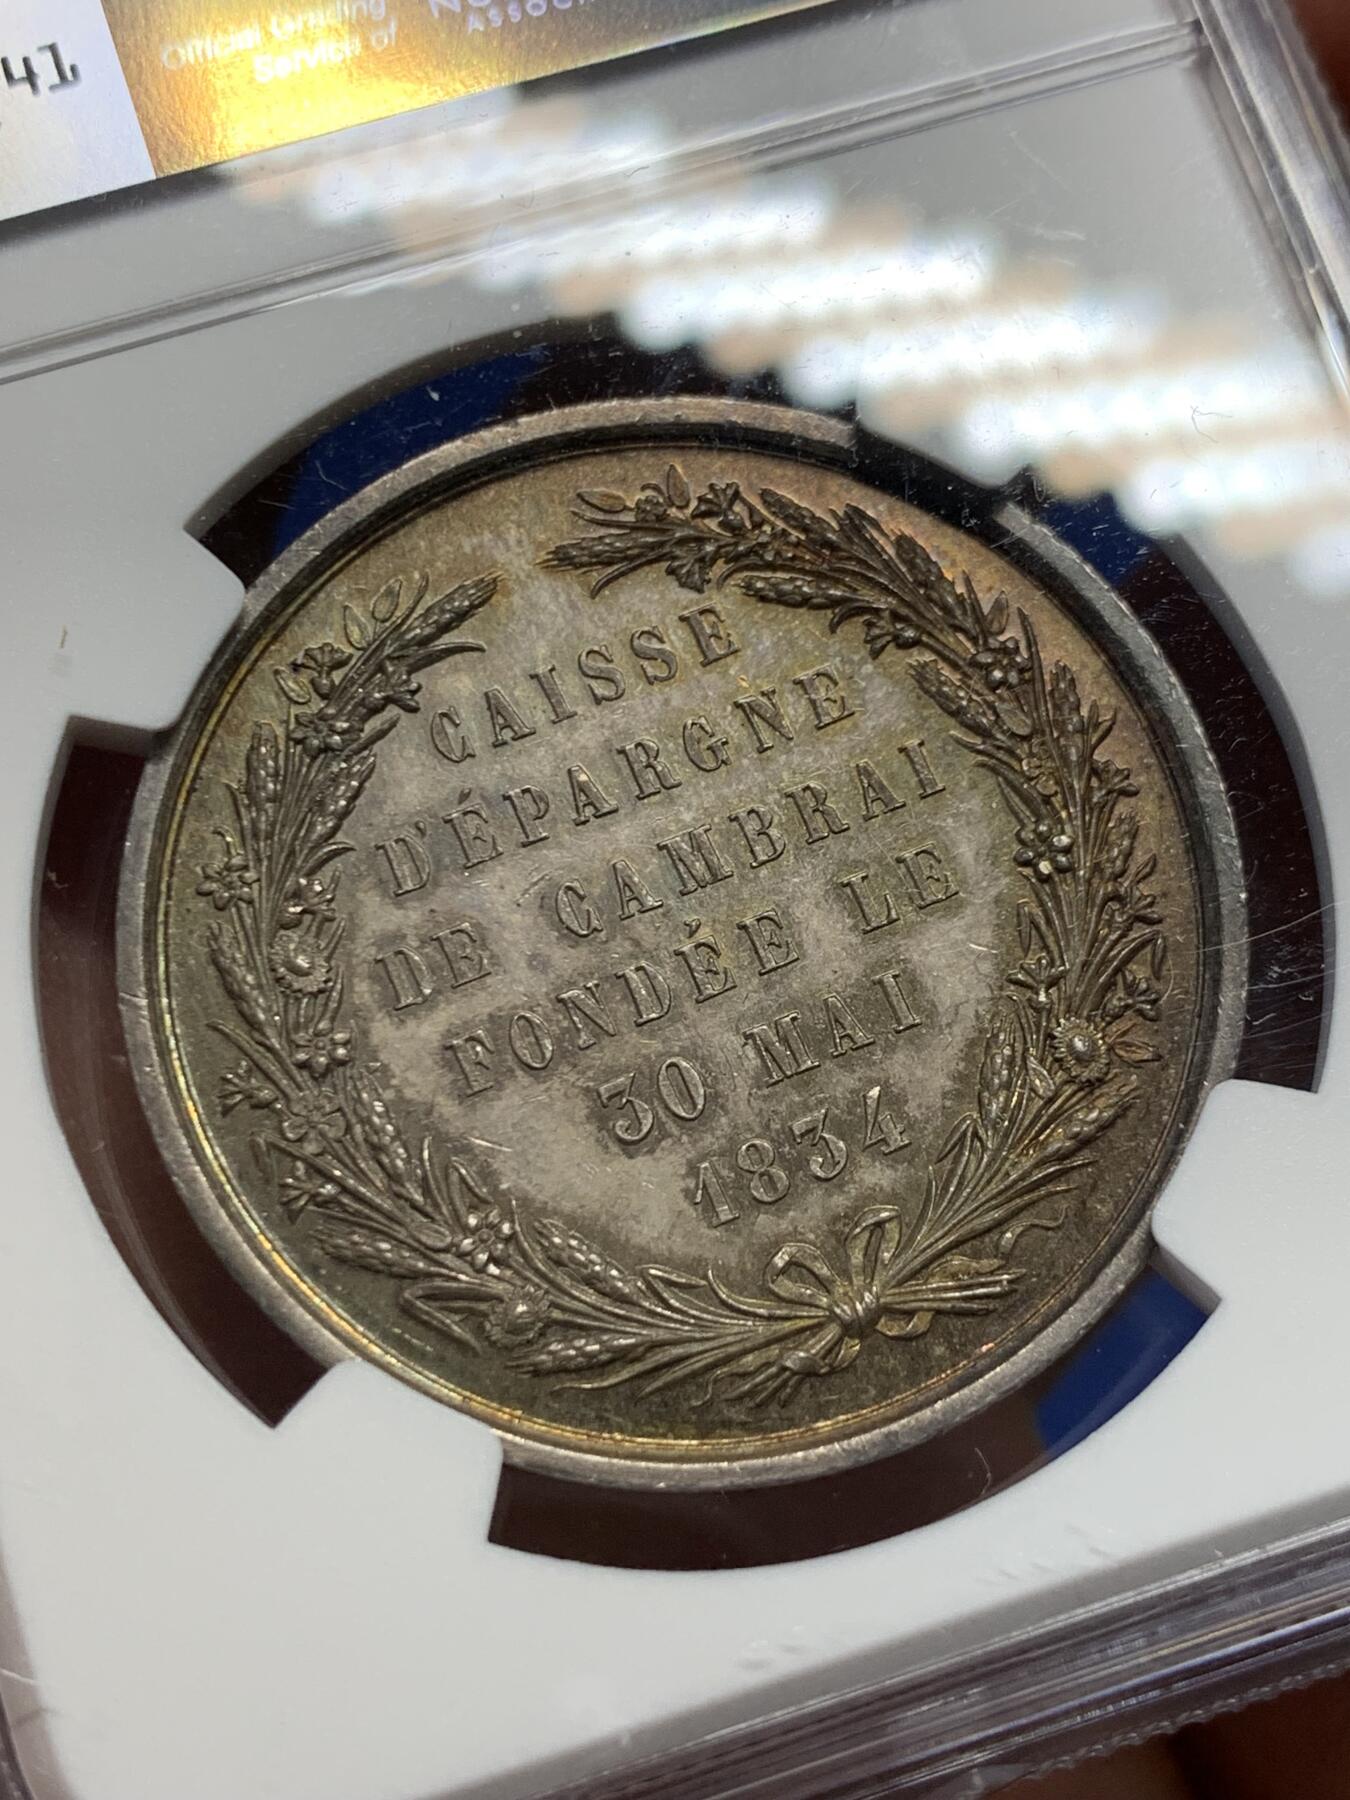 41
Official Grading
Service of
CAISSE
D'ÉPARGNE
DE CAMBRAI
FONDÉE LE
30 MAI
1834